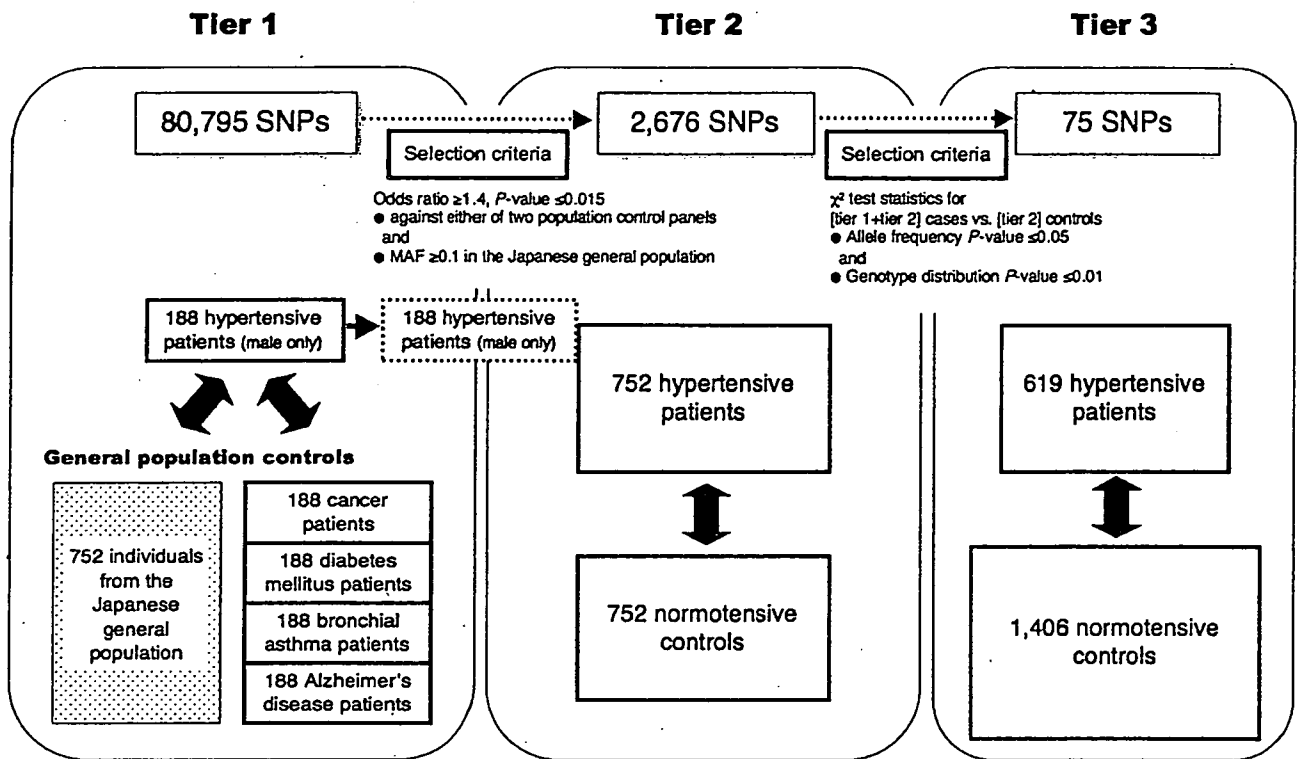 Tier 1
Tier 2
Tier 3
80,795 SNPs
2,676 SNPs
75 SNPs
Selection criteria
Selection criteria
Odds ratio ≥1.4, P-value ≤0.015
● against either of two population control panels
and
● MAF ≥0.1 in the Japanese general population
χ² test statistics for
[tier 1+tier 2] cases vs. [tier 2] controls
● Allele frequency P-value ≤0.05
and
● Genotype distribution P-value ≤0.01
188 hypertensive
patients (male only)
188 hypertensive
patients (male only)
752 hypertensive
patients
619 hypertensive
patients
General population controls
752 individuals
from the
Japanese
general
population
188 cancer
patients
188 diabetes
mellitus patients
188 bronchial
asthma patients
188 Alzheimer's
disease patients
752 normotensive
controls
1,406 normotensive
controls